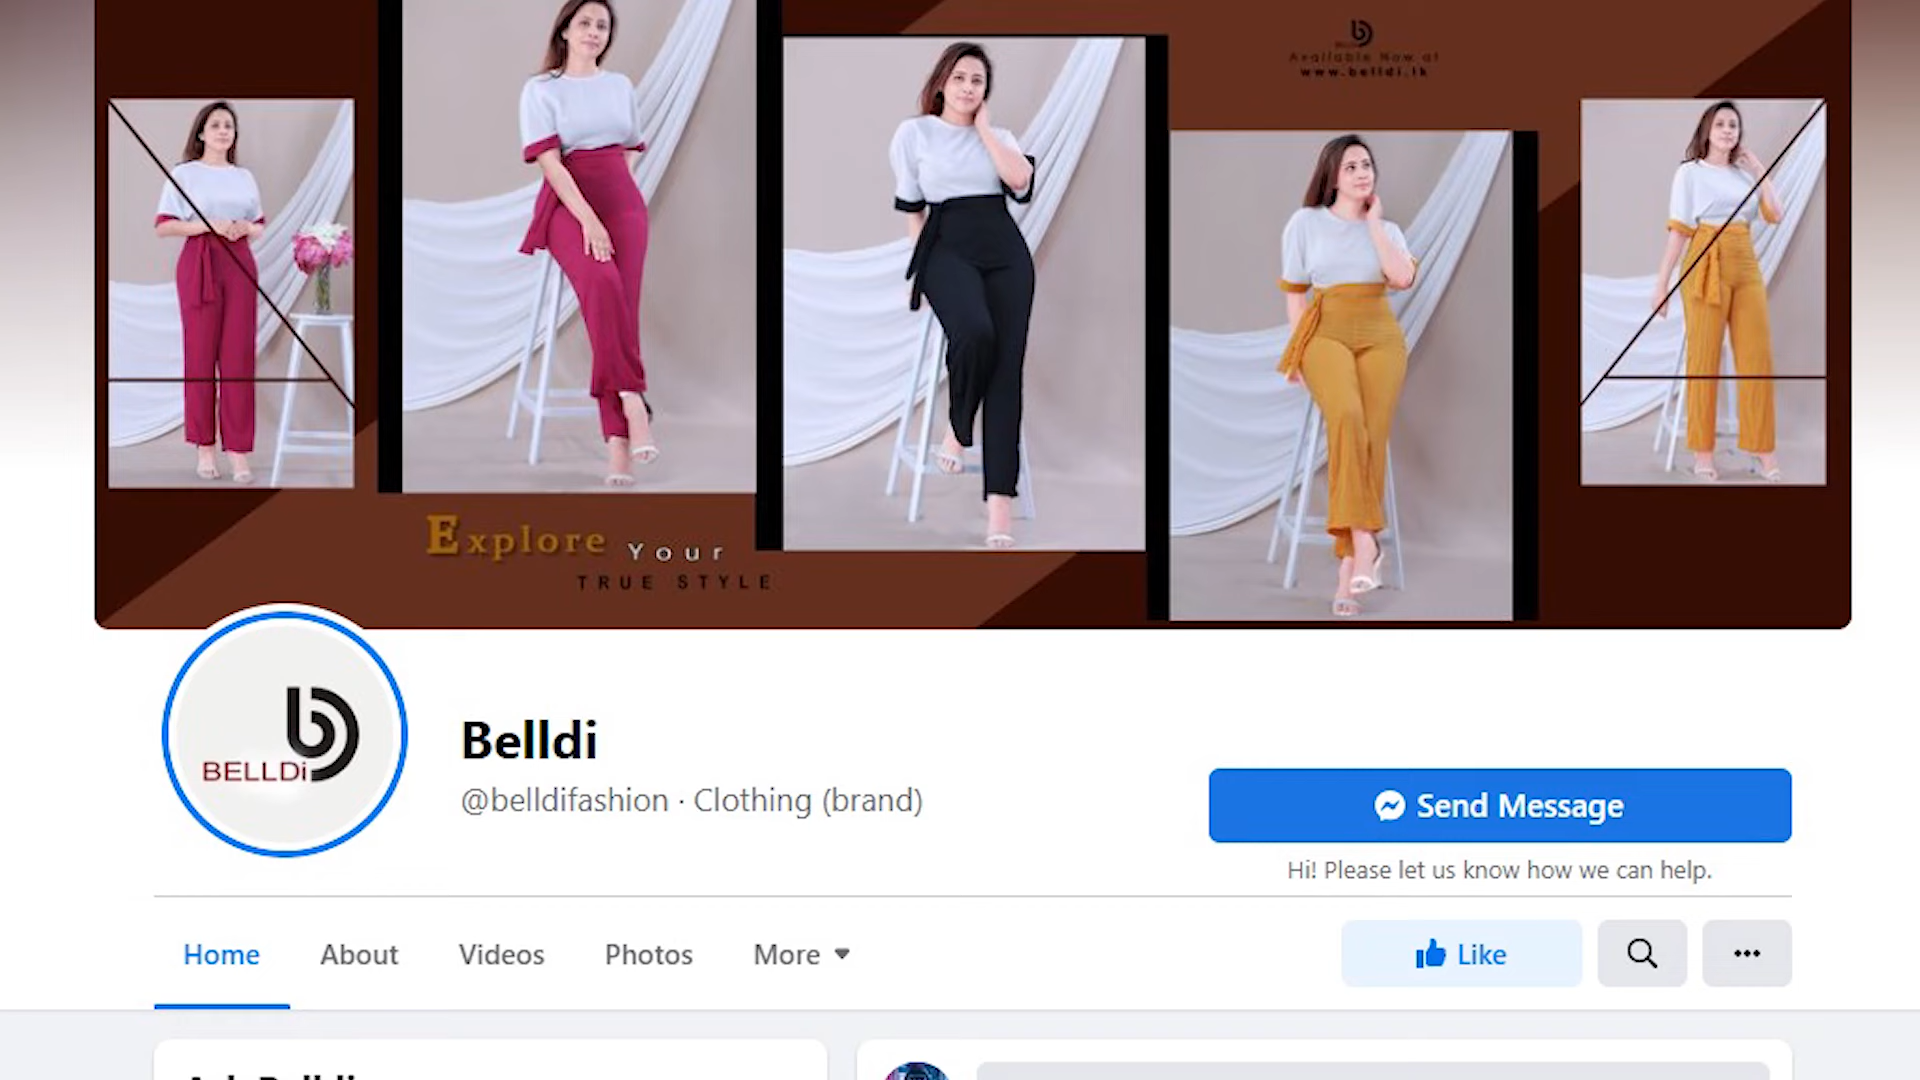 Available Now at
www.belldi.lk
Explore Your
TRUE STYLE
BELLDi
Belldi
@belldifashion · Clothing (brand)
Send Message
Hi! Please let us know how we can help.
Home
About
Videos
Photos
More
Like